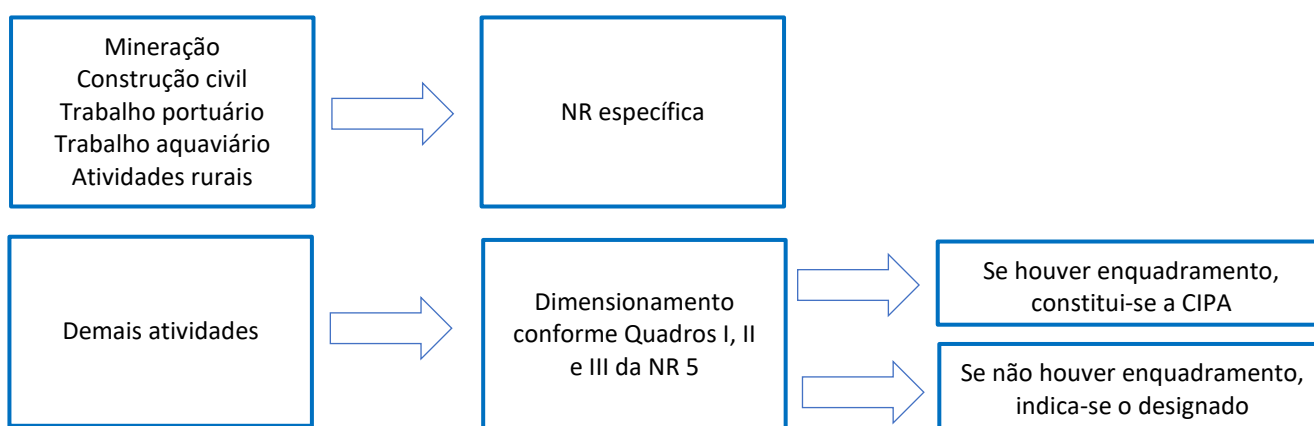 Mineração
Construção civil
Trabalho portuário
Trabalho aquaviário
Atividades rurais
NR específica
Demais atividades
Dimensionamento
conforme Quadros I, II
e III da NR 5
Se houver enquadramento,
constitui-se a CIPA
Se não houver enquadramento,
indica-se o designado